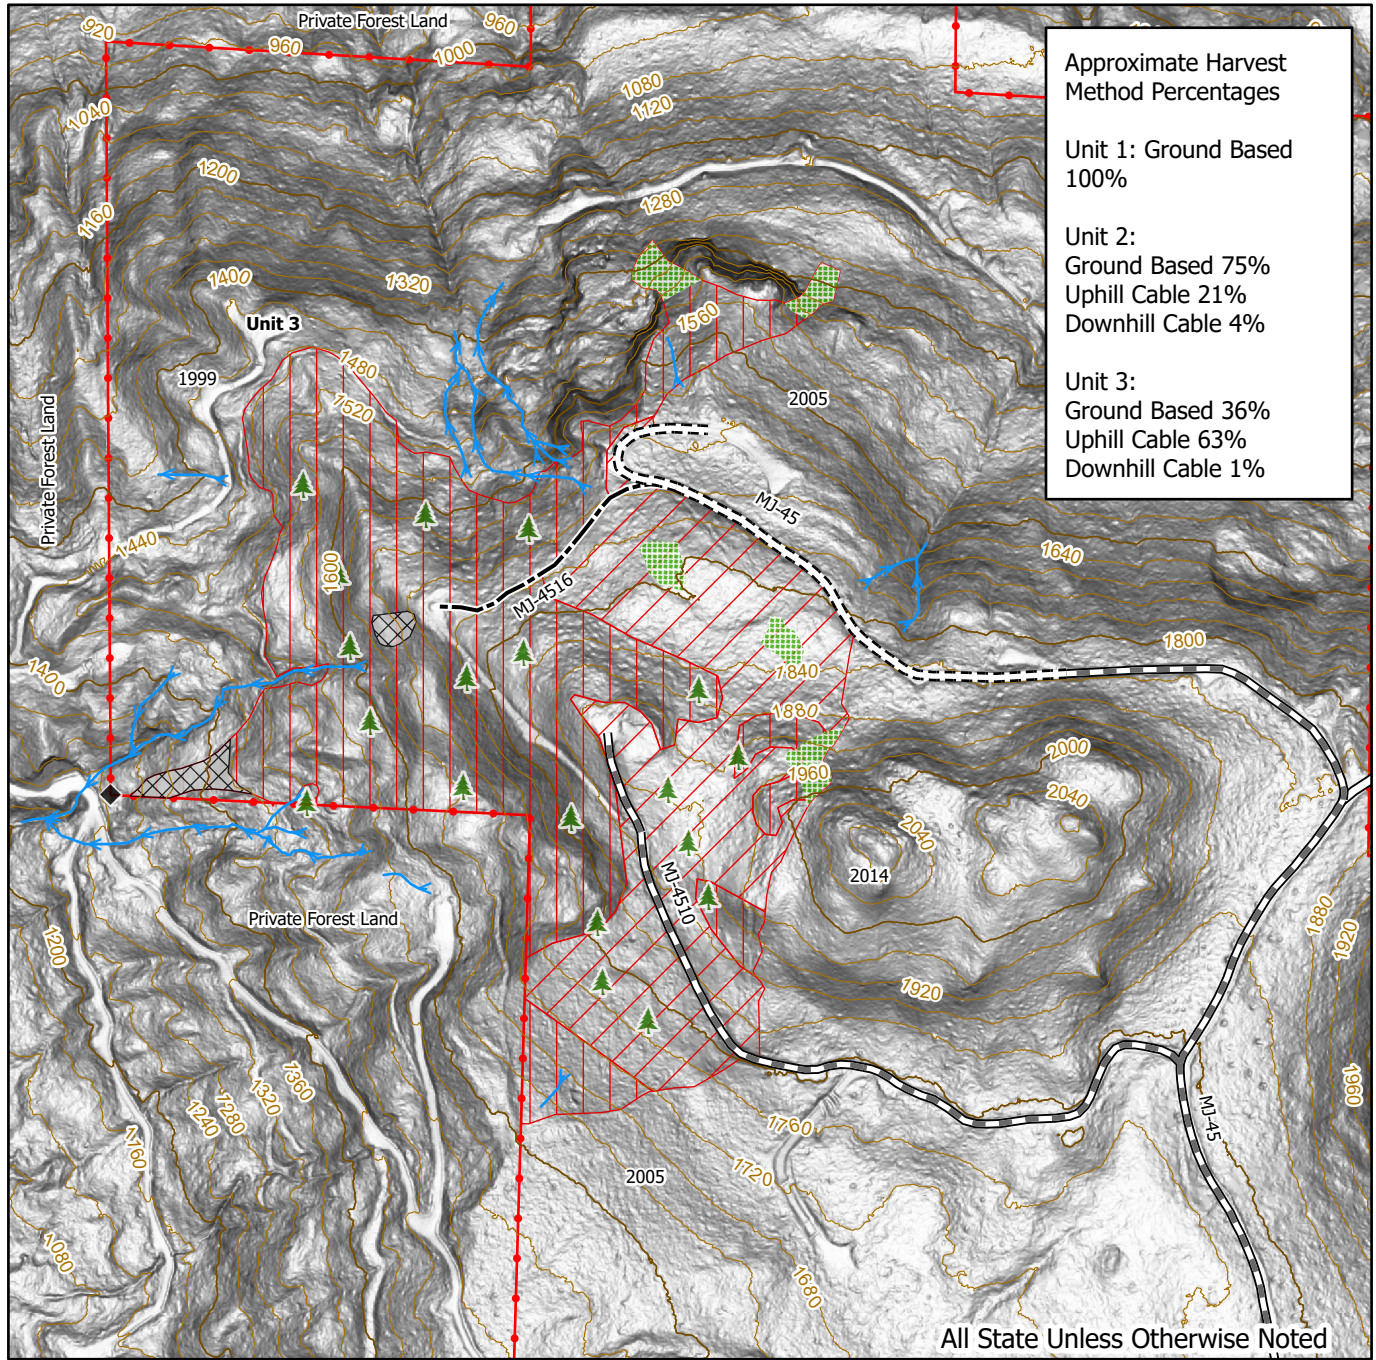 Private Forest Land
920
960
960
1000
1040
1080
1120
1200
1160
1280
1400
1320
Unit 3
1560
1480
1999
1520
2005
Private Forest Land
MJ-45
1440
1600
MJ-4516
1640
1400
1800
1840
1880
2000
1960
2040
2040
2014
MJ-4510
Private Forest Land
1200
1880
1920
1920
1360
1320
1280
1240
1760
1960
MJ-45
1760
1720
2005
1080
1680
Approximate Harvest
Method Percentages
Unit 1: Ground Based
100%
Unit 2:
Ground Based 75%
Uphill Cable 21%
Downhill Cable 4%
Unit 3:
Ground Based 36%
Uphill Cable 63%
Downhill Cable 1%
All State Unless Otherwise Noted